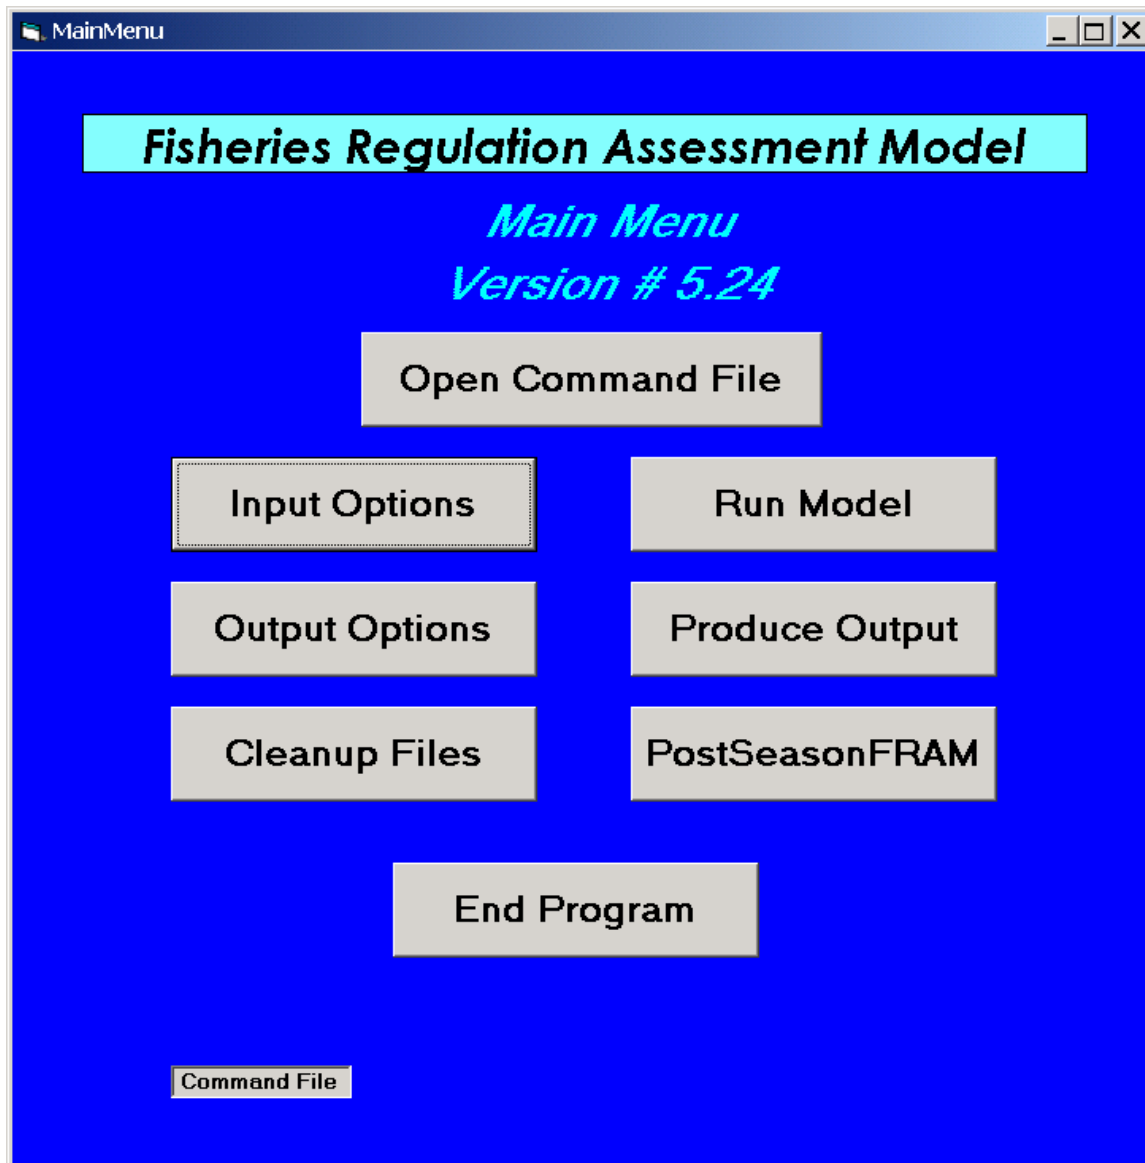 MainMenu
Fisheries Regulation Assessment Model
Main Menu
Version # 5.24
Open Command File
Input Options
Run Model
Output Options
Produce Output
Cleanup Files
PostSeasonFRAM
End Program
Command File